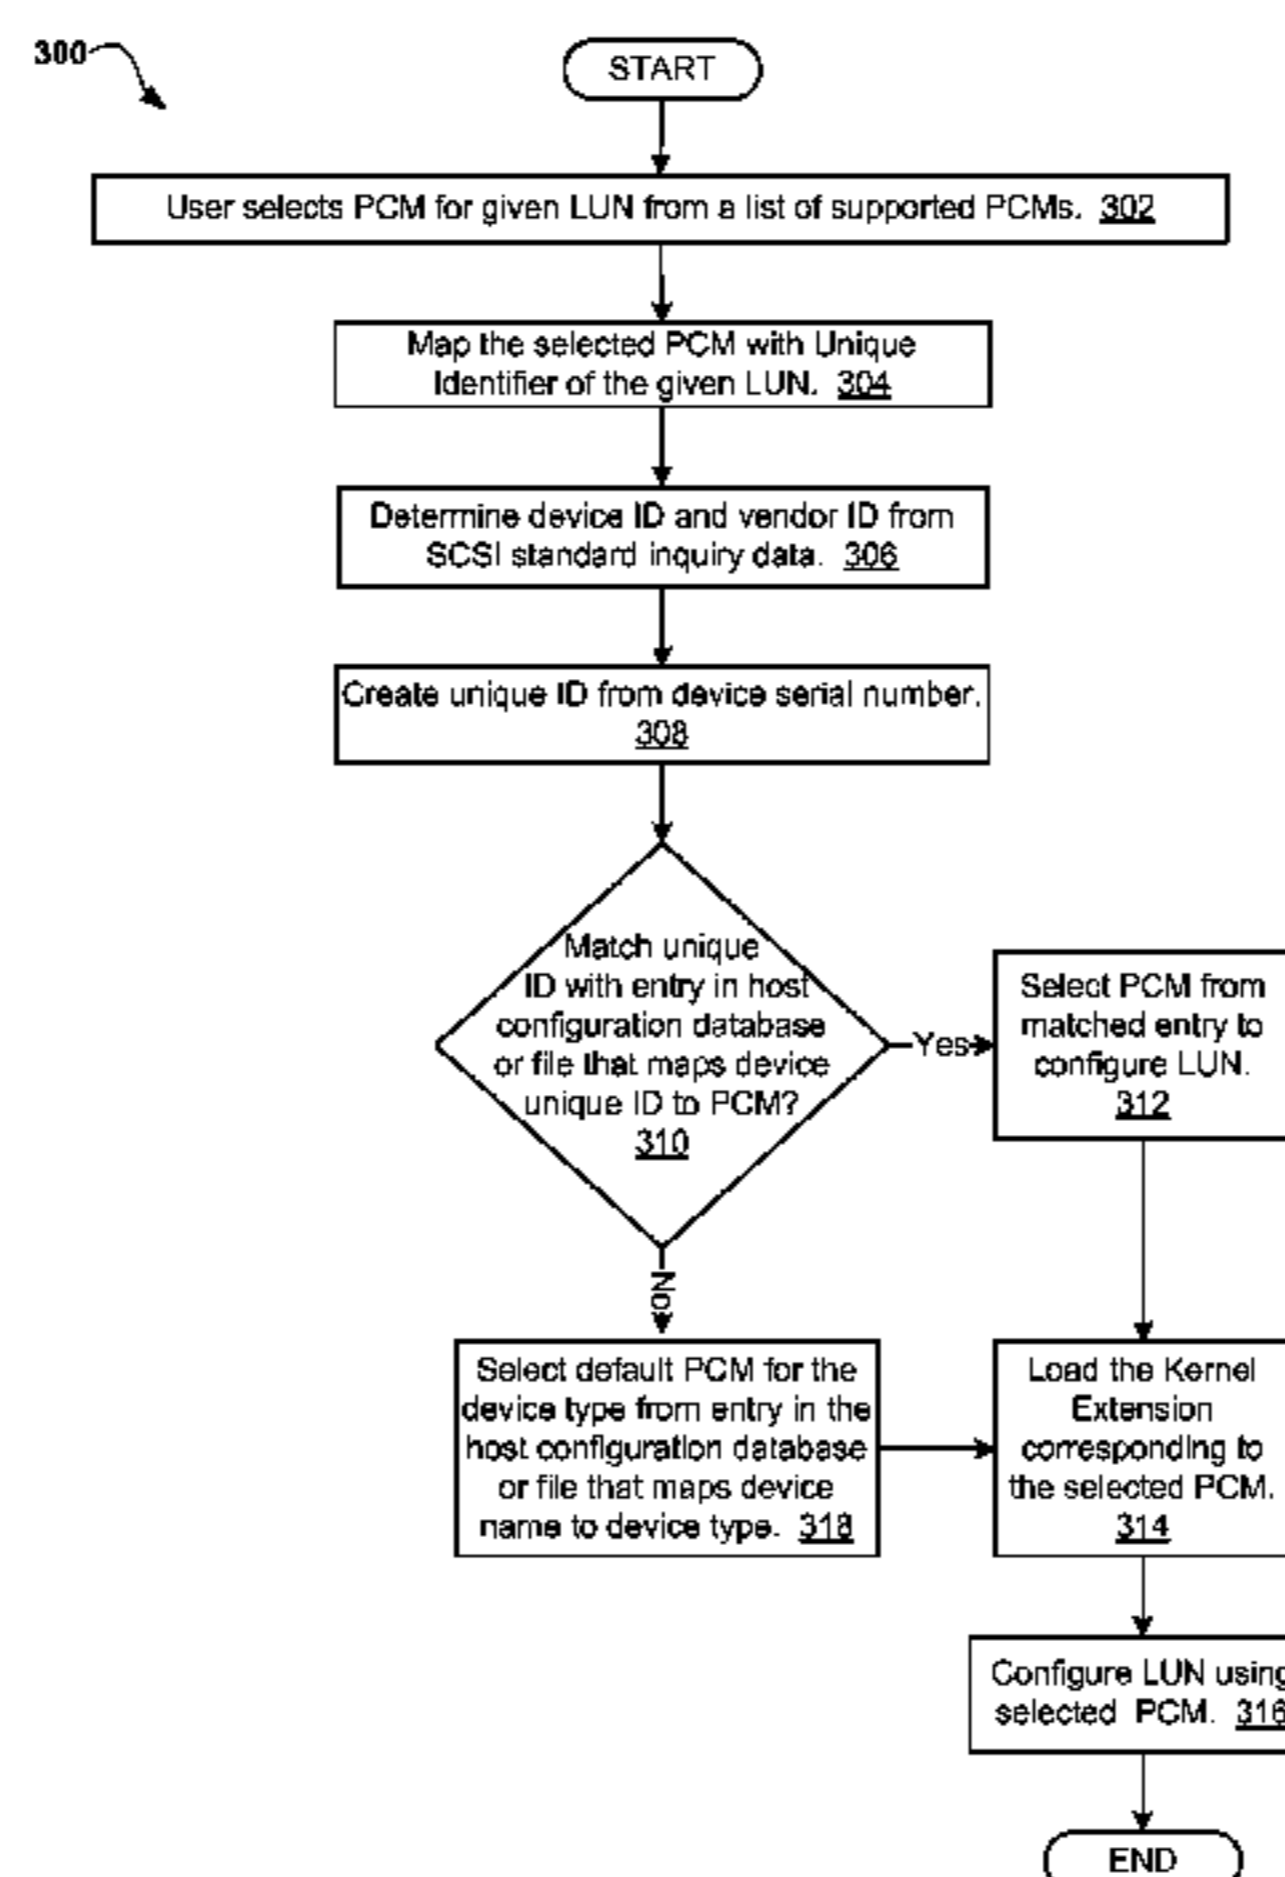 300
START
User selects PCM for given LUN from a list of supported PCMs. 302
Map the selected PCM with Unique
Identifier of the given LUN. 304
Determine device ID and vendor ID from
SCSI standard inquiry data. 306
Create unique ID from device serial number.
308
Match unique
ID with entry in host
configuration database
or file that maps device
unique ID to PCM?
310
Yes
Select PCM from
matched entry to
configure LUN.
312
No
Select default PCM for the
device type from entry in the
host configuration database
or file that maps device
name to device type. 318
Load the Kernel
Extension
corresponding to
the selected PCM.
314
Configure LUN using
selected PCM. 316
END